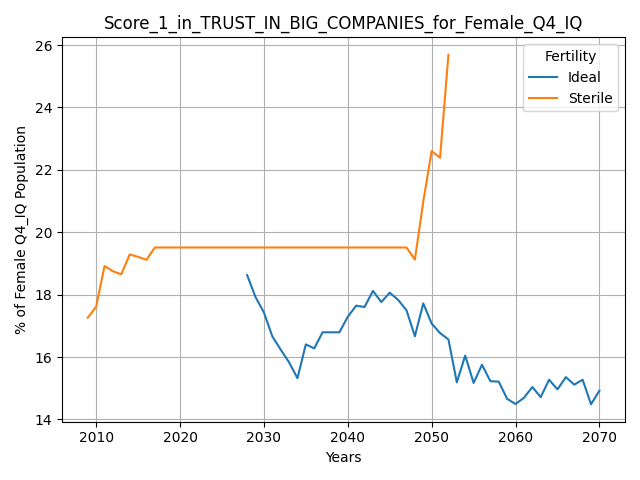 Score_1_in_TRUST_IN_BIG_COMPANIES_for_Female_Q4_IQ
26
24
22
20
18
16
14
% of Female Q4_IQ Population
Fertility
Ideal
Sterile
2010
2020
2030
2040
2050
2060
2070
Years